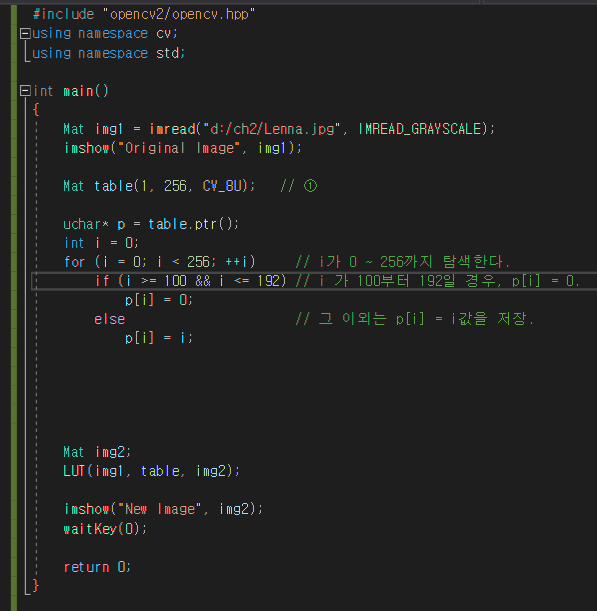 #include "opencv2/opencv.hpp"
using namespace cv;
using namespace std;
int main()
{
Mat img1 = imread("d:/ch2/Lenna.jpg", IMREAD_GRAYSCALE);
imshow("Original Image", img1);
Mat table(1, 256, CV_8U); // ①
uchar* p = table.ptr();
int i = 0;
for (i = 0; i < 256; ++i) // i가 0 ~ 256까지 탐색한다.
if (i >= 100 && i <= 192) // i 가 100부터 192일 경우, p[i] = 0.
p[i] = 0;
else // 그 이외는 p[i] = i값을 저장.
p[i] = i;
Mat img2;
LUT(img1, table, img2);
imshow("New Image", img2);
waitKey(0);
return 0;
}